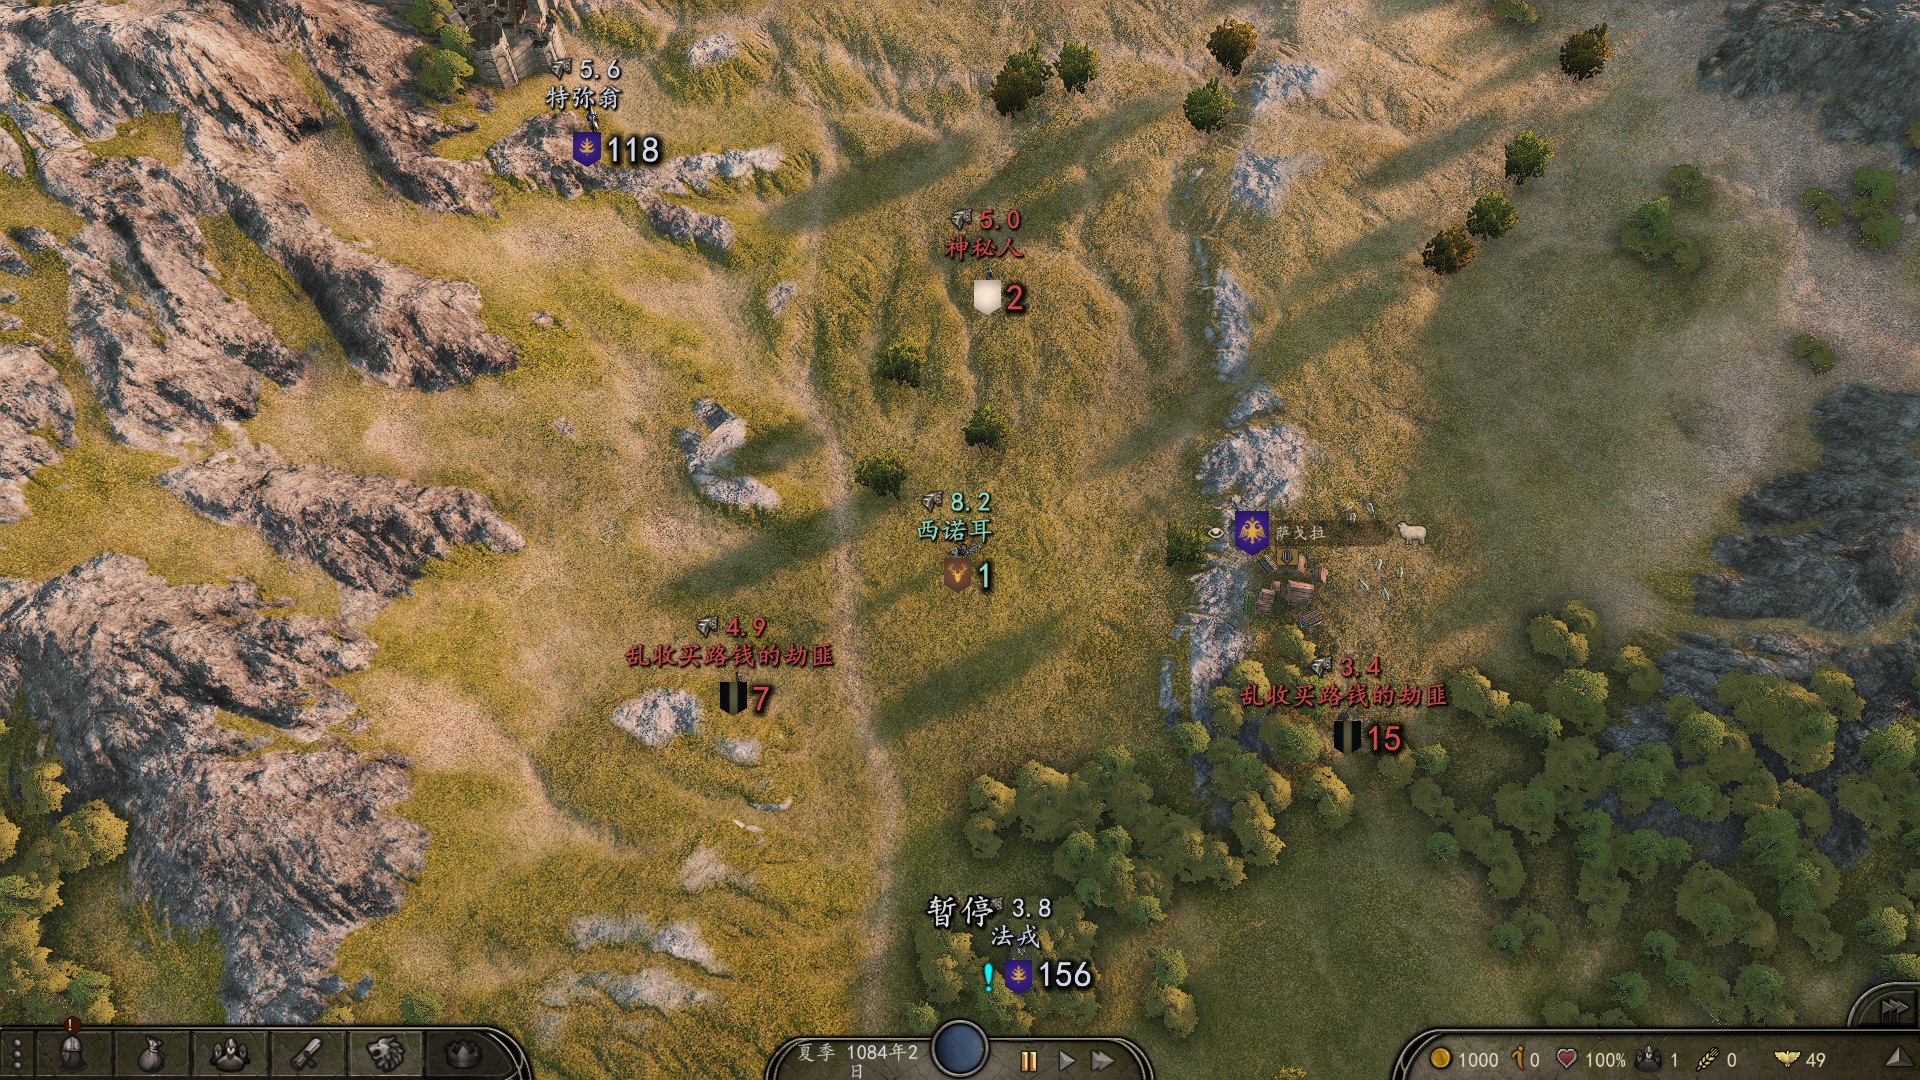 5.6
特弥翁
118
5.0
神秘人
2
8.2
西诺耳
1
萨戈拉
4.9
乱收买路钱的劫匪
7
3.4
乱收买路钱的劫匪
15
暂停
3.8
法戎
! 156
!
夏季 1084年2
日
1000 0 100% 1 0 49